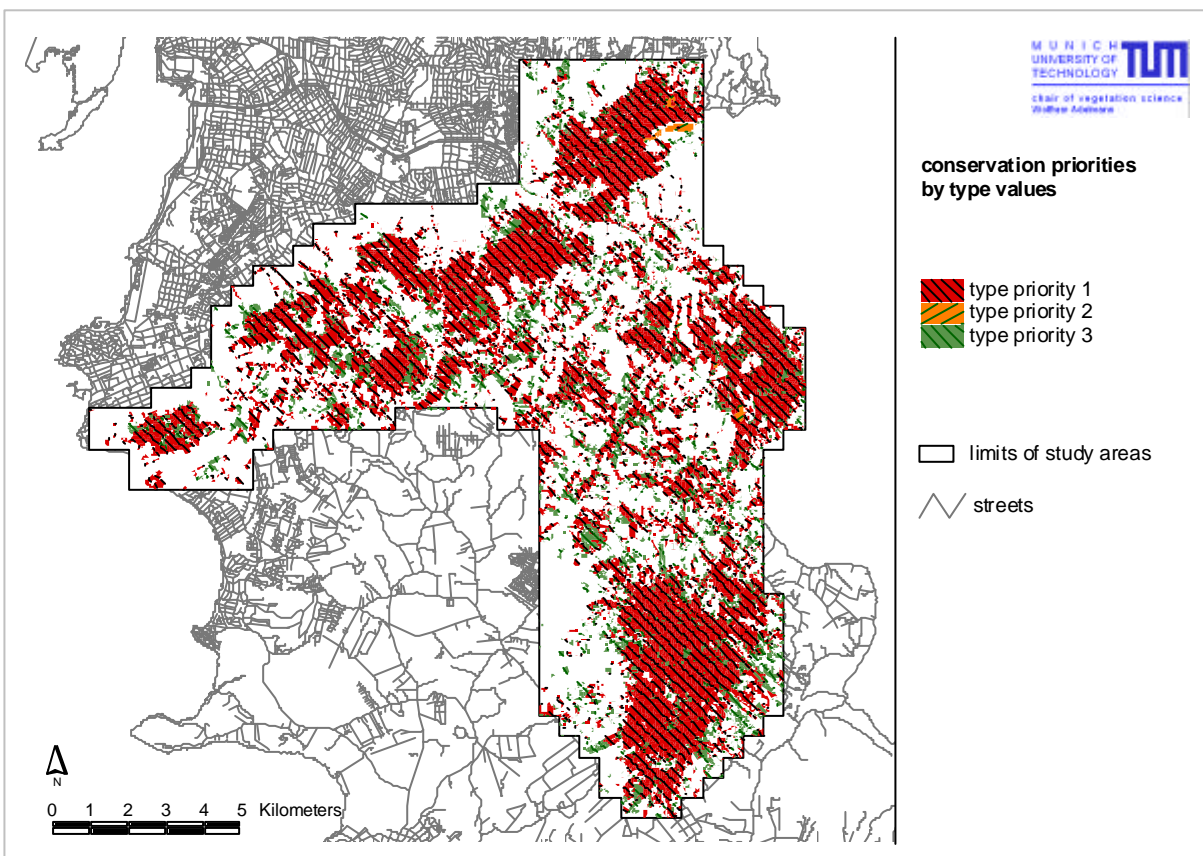 MUNICH
UNIVERSITY OF
TECHNOLOGY
TUM
chair of vegetation science
conservation priorities
by type values
type priority 1
type priority 2
type priority 3
limits of study areas
streets
N
0 1 2 3 4 5 Kilometers